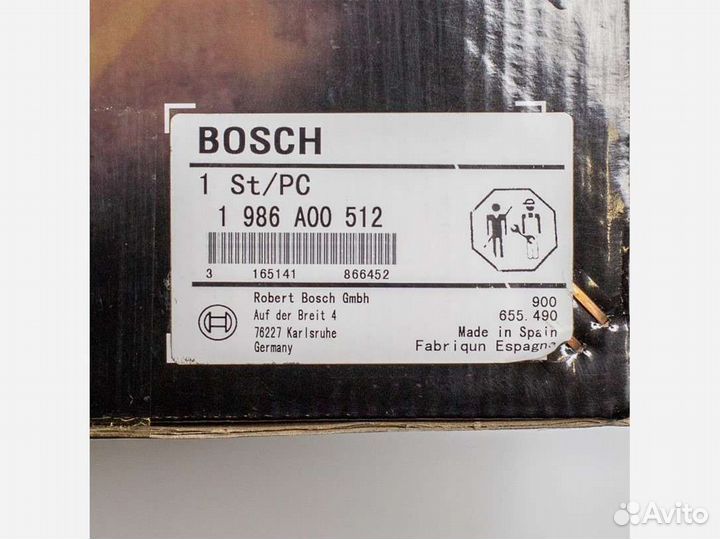 BOSCH
1 St/PC
1 986 A00 512
3 165141 866452
Robert Bosch Gmbh
Auf der Breit 4
76227 Karlsruhe
Germany
900
655.490
Made in Spain
Fabriqun Espagne
Avito